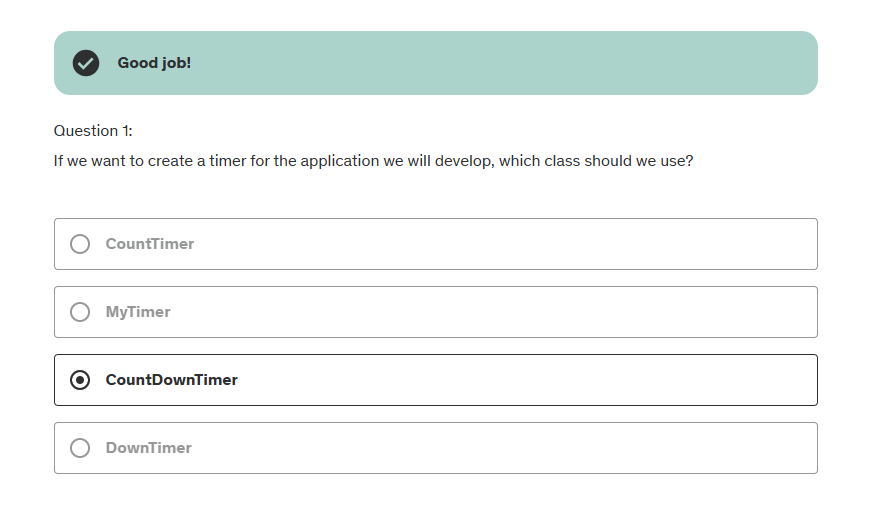 Good job!
Question 1:
If we want to create a timer for the application we will develop, which class should we use?
CountTimer
MyTimer
CountDownTimer
DownTimer